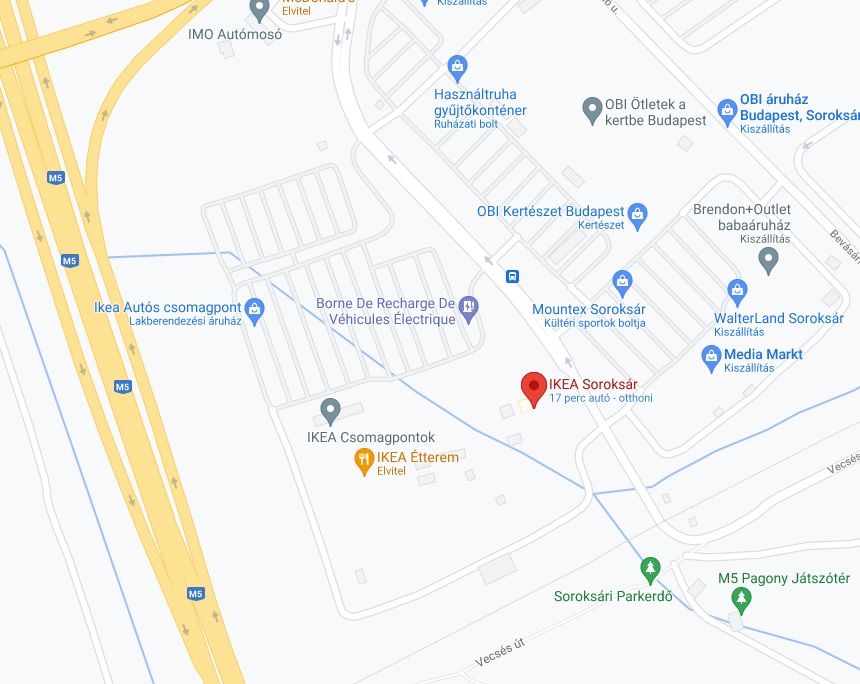 McDonald's
Elvitel
Kiszállítás
IMO Autómosó
Használtruha
gyűjtőkonténer
Ruházati bolt
OBI Ötletek a
kertbe Budapest
OBI áruház
Budapest, Soroksár
Kiszállítás
M5
OBI Kertészet Budapest
Kertészet
Brendon+Outlet
babaáruház
Kiszállítás
M5
Ikea Autós csomagpont
Lakberendezési áruház
Borne De Recharge De
Véhicules Électrique
Mountex Soroksár
Kültéri sportok boltja
WalterLand Soroksár
Kiszállítás
Media Markt
Kiszállítás
M5
IKEA Soroksár
17 perc autó - otthoni
IKEA Csomagpontok
IKEA Étterem
Elvitel
Vecsés
M5
Soroksári Parkerdő
M5 Pagony Játszótér
Vecsés út